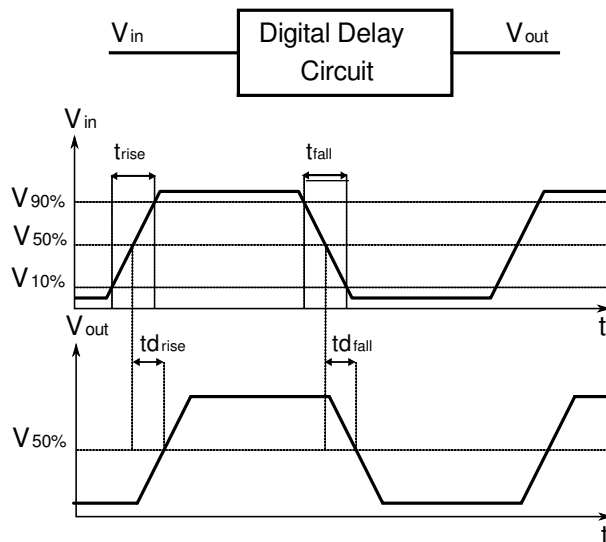 Vin
Digital Delay
Circuit
Vout
Vin
trise
tfall
V90%
V50%
V10%
t
Vout
tdrise
tdfall
V50%
t